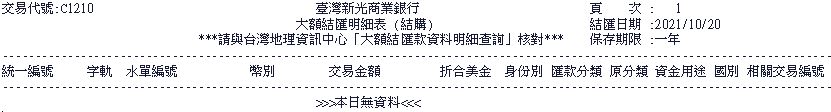 交易代號:C1210 臺灣新光商業銀行 頁 次 : 1
大額結匯明細表 (結購) 結匯日期 :2021/10/20
***請與台灣地理資訊中心「大額結匯款資料明細查詢」核對*** 保存期限 :一年
統一編號 字軌 水單編號 幣別 交易金額 折合美金 身份別 匯款分類 原分類 資金用途 國別 相關交易編號
>>>本日無資料<<<